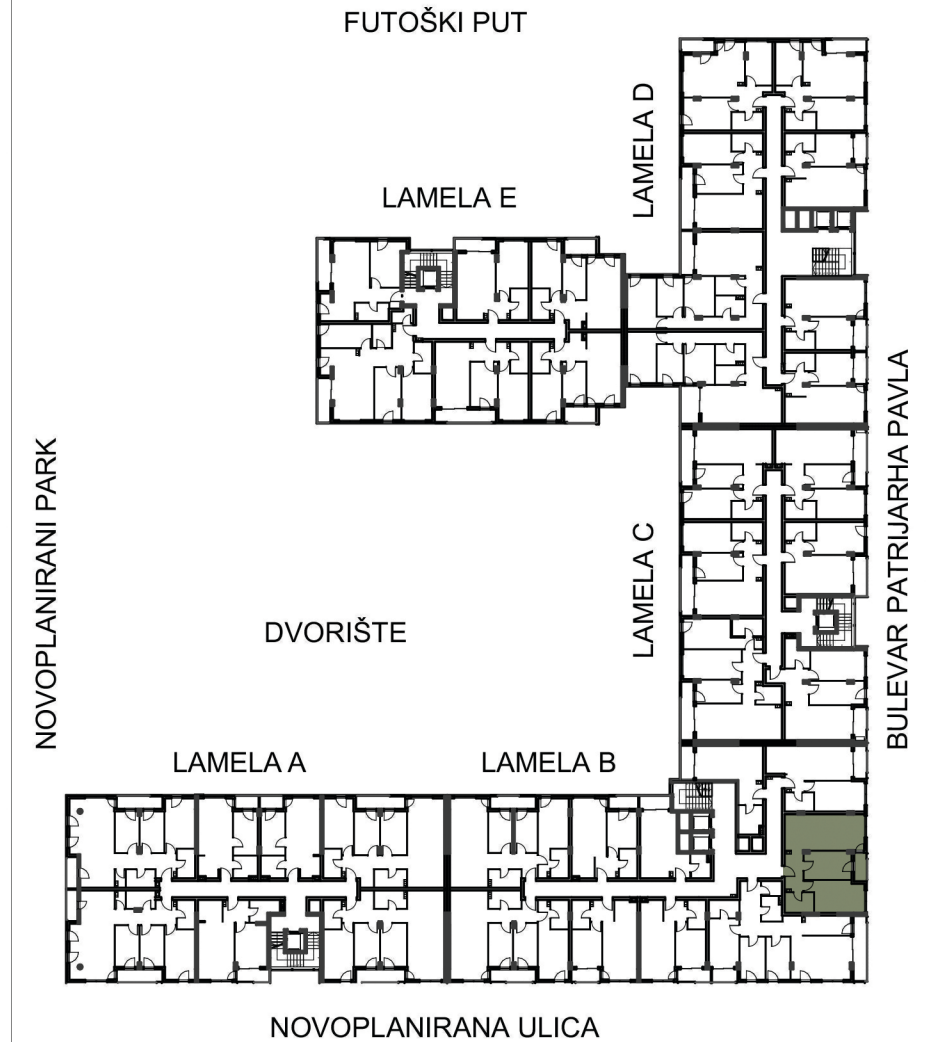 FUTOŠKI PUT
LAMELA D
LAMELA E
BULEVAR PATRIJARHA PAVLA
NOVOPLANIRANI PARK
LAMELA C
DVORIŠTE
LAMELA A
LAMELA B
NOVOPLANIRANA ULICA